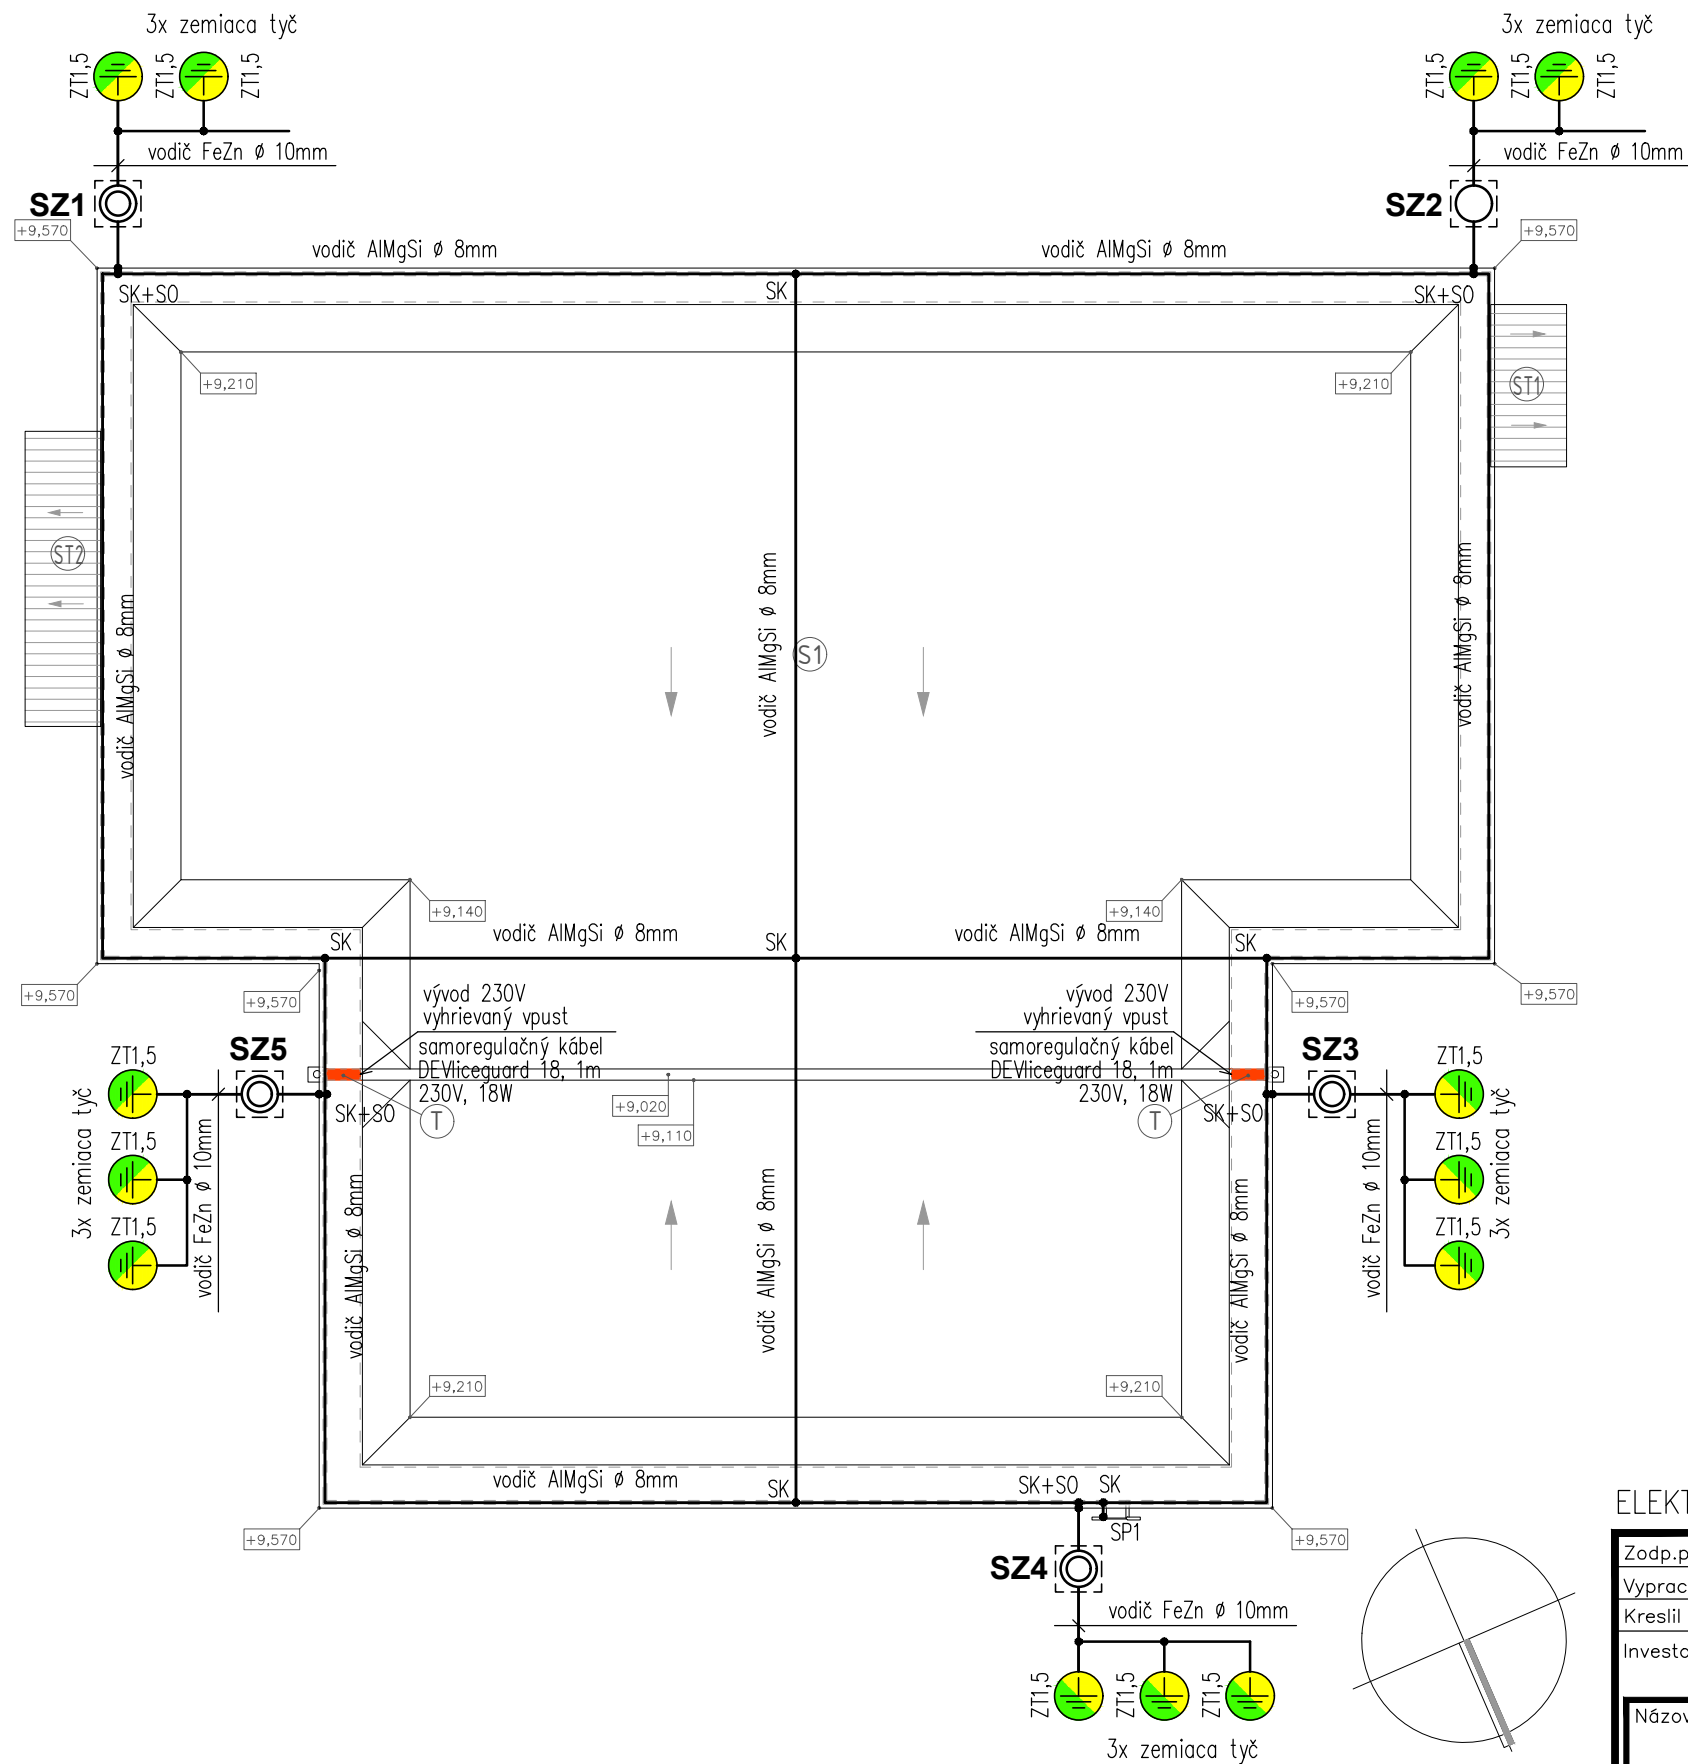 3x zemiaca tyč
3x zemiaca tyč
ZT1,5
ZT1,5
ZT1,5
ZT1,5
ZT1,5
ZT1,5
vodič FeZn ø 10mm
vodič FeZn ø 10mm
SZ1
SZ2
+9,570
+9,570
vodič AlMgSi ø 8mm
vodič AlMgSi ø 8mm
SK+SO
SK
SK+SO
+9,210
+9,210
ST1
ST2
vodič AlMgSi ø 8mm
vodič AlMgSi ø 8mm
vodič AlMgSi ø 8mm
S1
+9,140
+9,140
SK
vodič AlMgSi ø 8mm
SK
vodič AlMgSi ø 8mm
SK
+9,570
+9,570
+9,570
+9,570
vývod 230V
vyhrievaný vpust
samoregulačný kábel
DEVIiceguard 18, 1m
230V, 18W
vývod 230V
vyhrievaný vpust
samoregulačný kábel
DEVIiceguard 18, 1m
230V, 18W
SZ5
SZ3
ZT1,5
ZT1,5
ZT1,5
3x zemiaca tyč
vodič FeZn ø 10mm
SK+SO
T
+9,020
+9,110
T
SK+SO
ZT1,5
ZT1,5
ZT1,5
3x zemiaca tyč
vodič FeZn ø 10mm
vodič AlMgSi ø 8mm
vodič AlMgSi ø 8mm
vodič AlMgSi ø 8mm
+9,210
+9,210
vodič AlMgSi ø 8mm
SK
SK+SO
SK
SP1
+9,570
+9,570
SZ4
vodič FeZn ø 10mm
ZT1,5
ZT1,5
ZT1,5
3x zemiaca tyč
ELEKT
Zodp.p
Vyprac
Kreslil
Investo
Názov